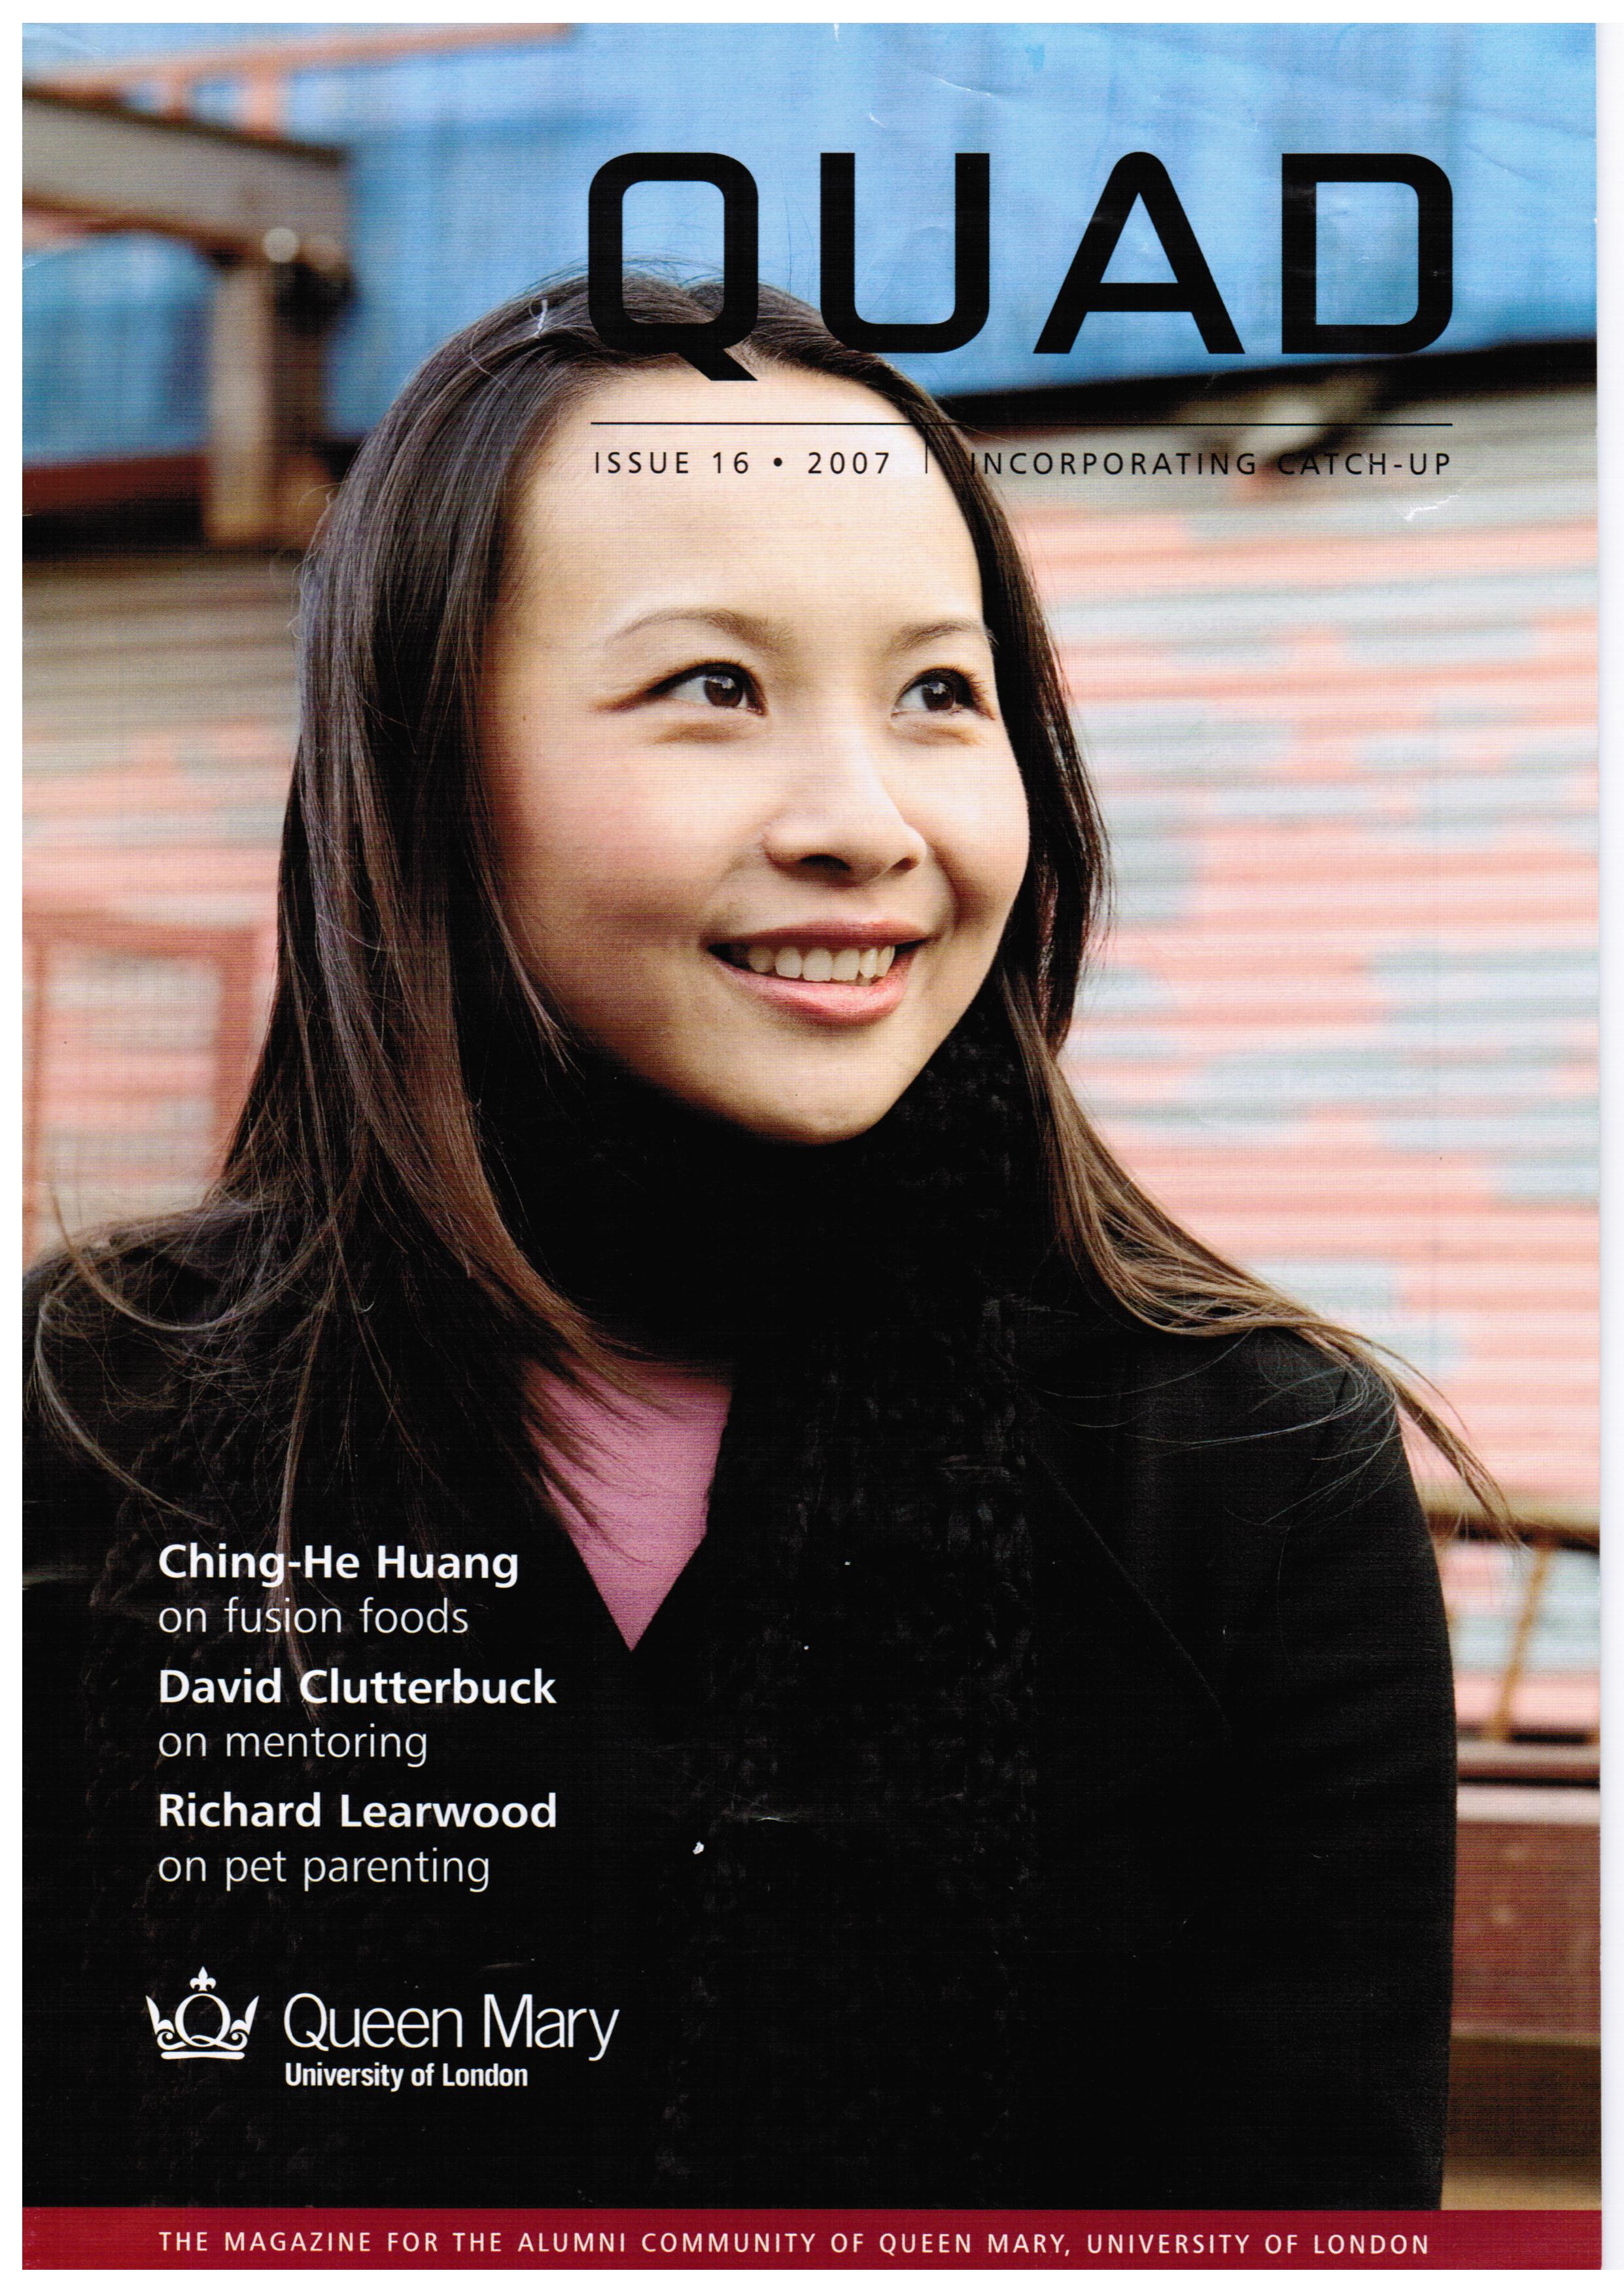 QUAD
ISSUE 16 • 2007 | INCORPORATING CATCH-UP
Ching-He Huang
on fusion foods
David Clutterbuck
on mentoring
Richard Learwood
on pet parenting
Queen Mary
University of London
THE MAGAZINE FOR THE ALUMNI COMMUNITY OF QUEEN MARY, UNIVERSITY OF LONDON